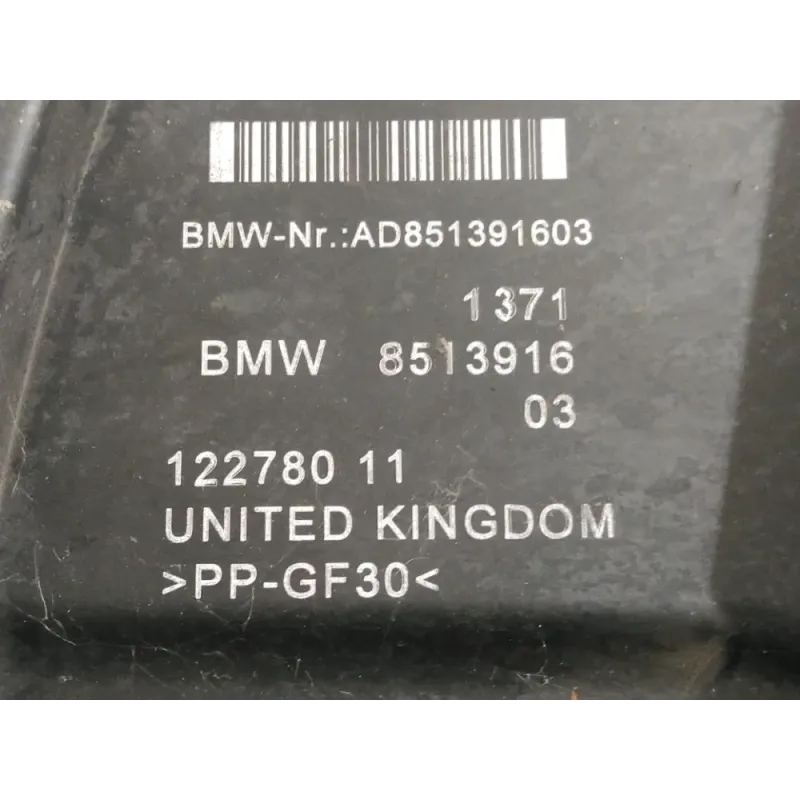 BMW-Nr.:AD851391603
1371
BMW 8513916
03
122780 11
UNITED KINGDOM
>PP-GF30<